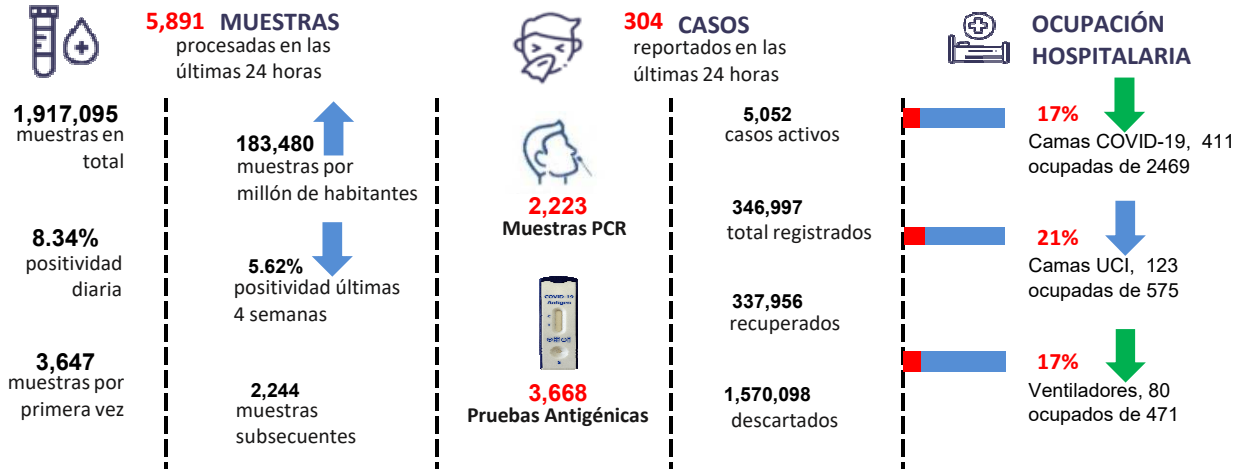 5,891 MUESTRAS
procesadas en las
últimas 24 horas
1,917,095
muestras en
total
8.34%
positividad
diaria
3,647
muestras por
primera vez
183,480
muestras por
millón de habitantes
5.62%
positividad últimas
4 semanas
2,244
muestras
subsecuentes
304 CASOS
reportados en las
últimas 24 horas
2,223
Muestras PCR
COVID-19
Antigen
3,668
Pruebas Antigénicas
5,052
casos activos
346,997
total registrados
337,956
recuperados
1,570,098
descartados
OCUPACIÓN
HOSPITALARIA
17%
Camas COVID-19, 411
ocupadas de 2469
21%
Camas UCI, 123
ocupadas de 575
17%
Ventiladores, 80
ocupados de 471